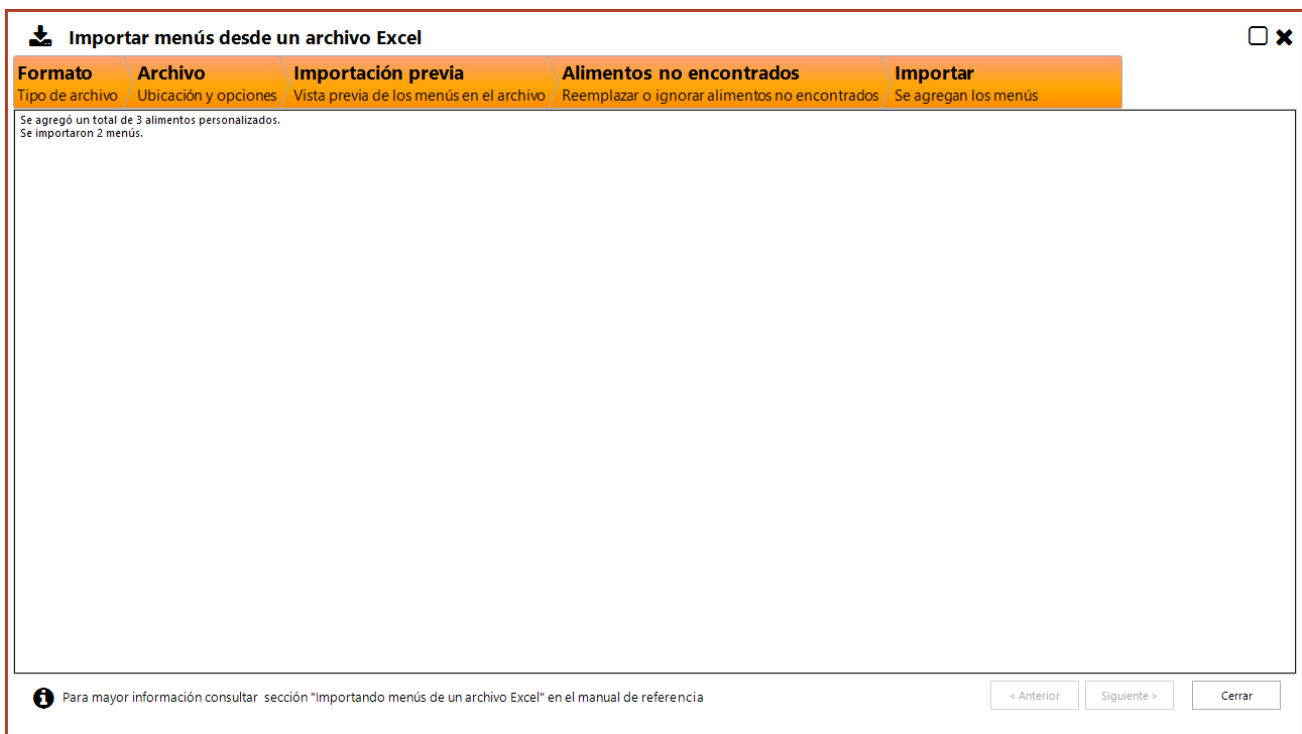 Importar menús desde un archivo Excel
Formato Archivo Importación previa Alimentos no encontrados Importar
Tipo de archivo Ubicación y opciones Vista previa de los menús en el archivo Reemplazar o ignorar alimentos no encontrados Se agregan los menús
Se agregó un total de 3 alimentos personalizados.
Se importaron 2 menús.
Para mayor información consultar sección "Importando menús de un archivo Excel" en el manual de referencia < Anterior Siguiente > Cerrar